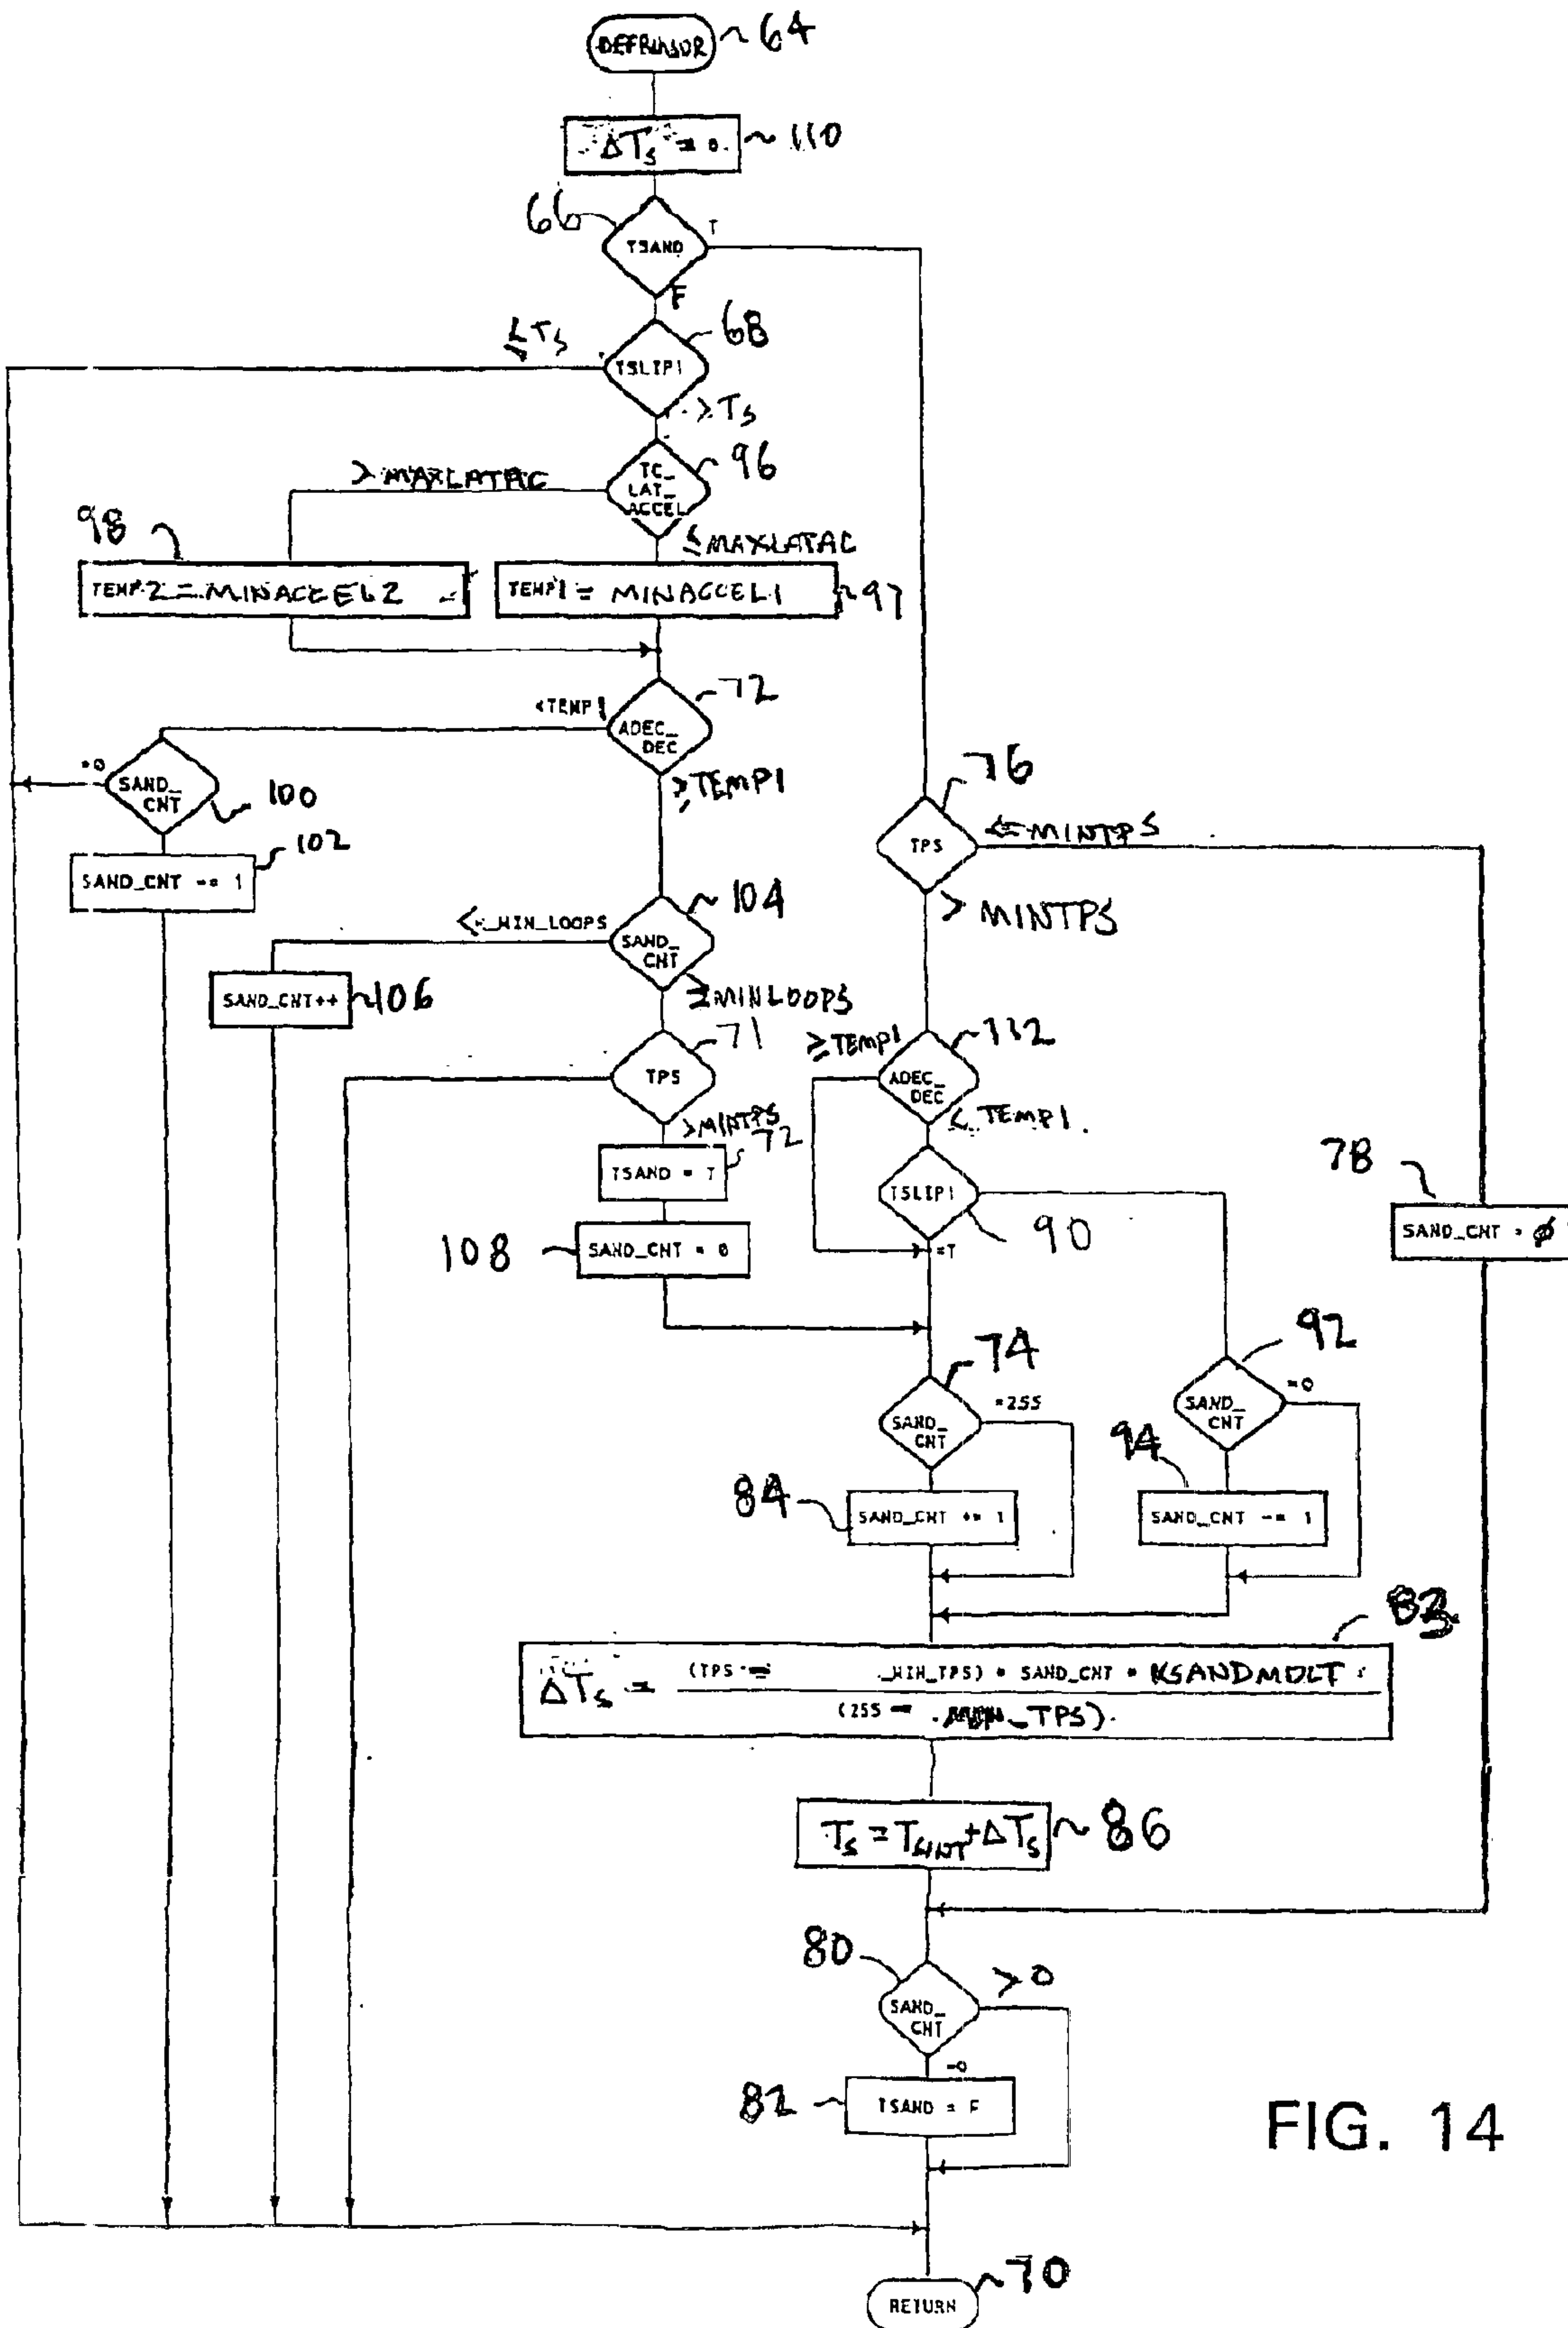 64
ΔTs = 0.
110
66
TSAND
T
F
68
≤Ts
TSLIP1
>Ts
96
>MAXLATAC
TC_
LAT_
ACCEL
98
≤MAXLATAC
TEMP2 = MINACCEL2
TEMP1 = MINACCEL1
97
72
<TEMP1
ADEC_
DEC
=0
≥TEMP1
76
SAND_
CNT
100
≤MINTPS
102
TPS
SAND_CNT -= 1
104
>MINTPS
<_MIN_LOOPS
SAND_
CNT
SAND_CNT++
106
≥MINLOOPS
71
≥TEMP1
112
TPS
ADEC_
DEC
>MINTPS
<TEMP1.
72
78
TSAND = T
TSLIP1
90
SAND_CNT = ϕ
108
SAND_CNT = 0
=T
92
74
=255
=0
SAND_
CNT
SAND_
CNT
94
84
SAND_CNT += 1
SAND_CNT -= 1
83
ΔTs = (TPS - _MIN_TPS) * SAND_CNT * KSANDMULT
(255 - _TPS).
Ts = TSINT + ΔTs
86
80
>0
SAND_
CNT
=0
82
TSAND = F
FIG. 14
70
RETURN